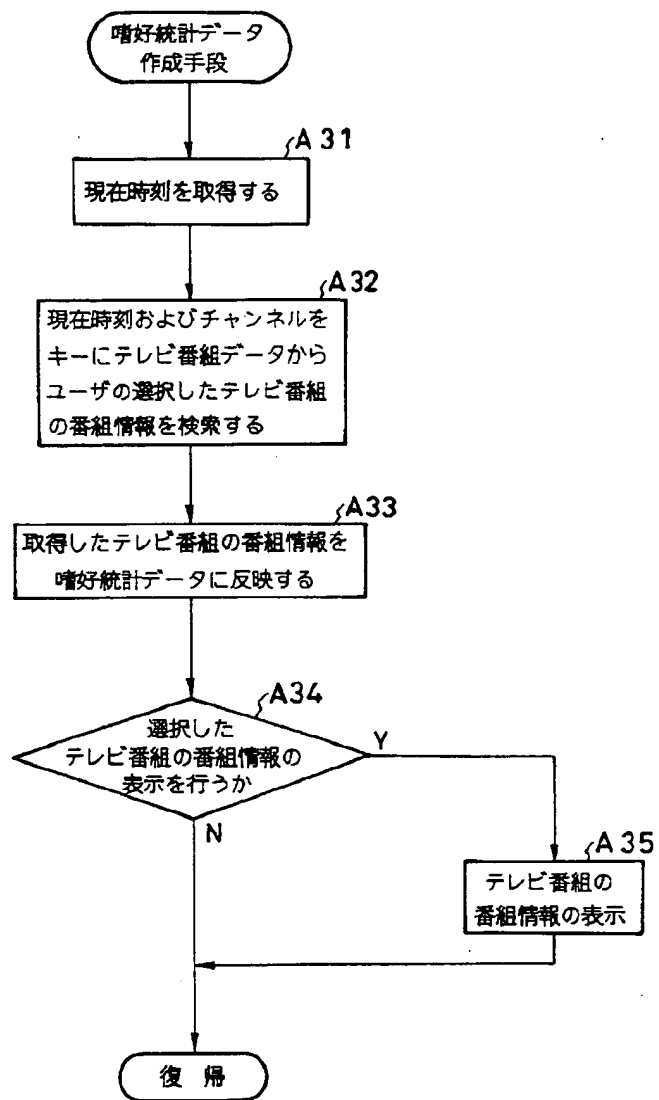 嗜好統計データ
作成手段
A31
現在時刻を取得する
A32
現在時刻およびチャンネルを
キーにテレビ番組データから
ユーザの選択したテレビ番組
の番組情報を検索する
A33
取得したテレビ番組の番組情報を
嗜好統計データに反映する
A34
選択した
テレビ番組の番組情報の
表示を行うか
Y
N
A35
テレビ番組の
番組情報の表示
復帰